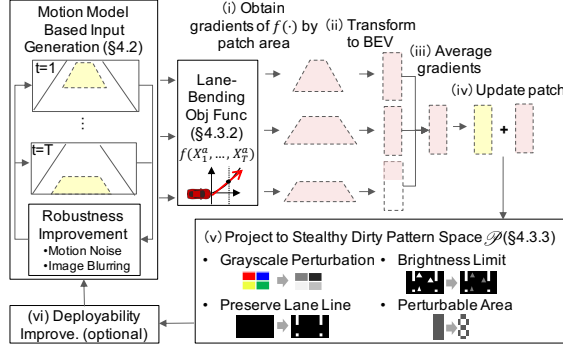 Motion Model
Based Input
Generation (§4.2)
t=1
t=T
Robustness
Improvement
•Motion Noise
•Image Blurring
(vi) Deployability
Improve. (optional)
Lane-
Bending
Obj Func
(§4.3.2)
f(X₁ᵃ, ..., X_Tᵃ)
(i) Obtain
gradients
of f(·) by
patch area
(ii) Transform
to BEV
(iii) Average
gradients
(iv) Update patch
+
(v) Project to Stealthy Dirty Pattern Space 𝒫(§4.3.3)
• Grayscale Perturbation
• Brightness Limit
• Preserve Lane Line
• Perturbable Area